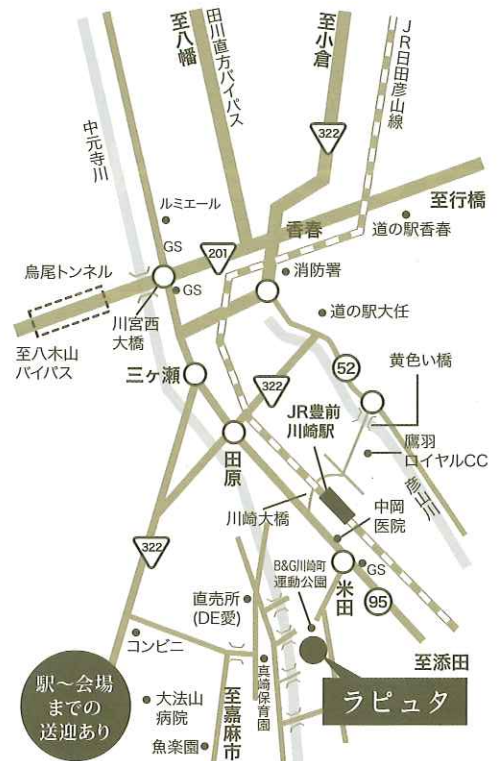 至八幡
田川直方バイパス
至小倉
JR日田彦山線
322
中元寺川
ルミエール
GS
201
香春
至行橋
道の駅香春
烏尾トンネル
GS
消防署
川宮西
大橋
道の駅大任
至八木山
バイパス
三ヶ瀬
52
黄色い橋
322
JR豊前
川崎駅
田原
鷹羽
ロイヤルCC
彦山川
川崎大橋
中岡
医院
322
B&G川崎町
運動公園
米田
GS
95
直売所
(DE愛)
コンビニ
至添田
真崎保育園
ラピュタ
駅~会場
までの
送迎あり
大法山
病院
至嘉麻市
魚楽園